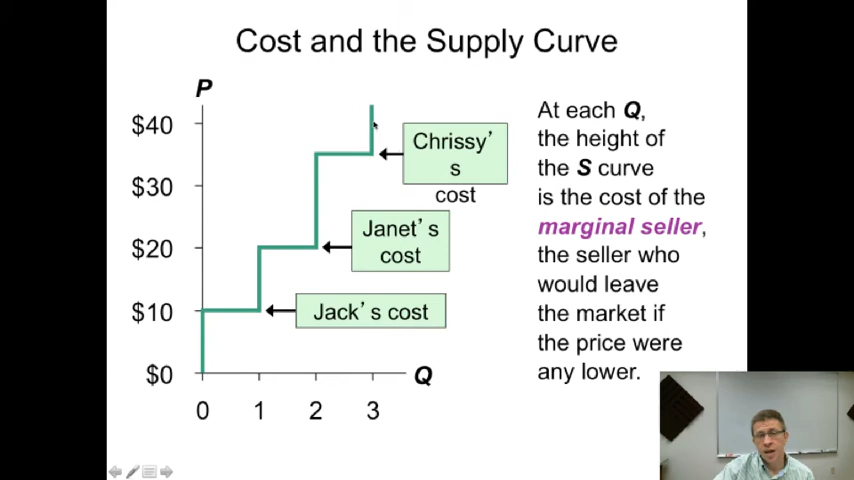 Cost and the Supply Curve
P
$40
$30
$20
$10
$0
0 1 2 3
Q
Chrissy’
s
cost
Janet’s
cost
Jack’s cost
At each Q,
the height of
the S curve
is the cost of the
marginal seller,
the seller who
would leave
the market if
the price were
any lower.